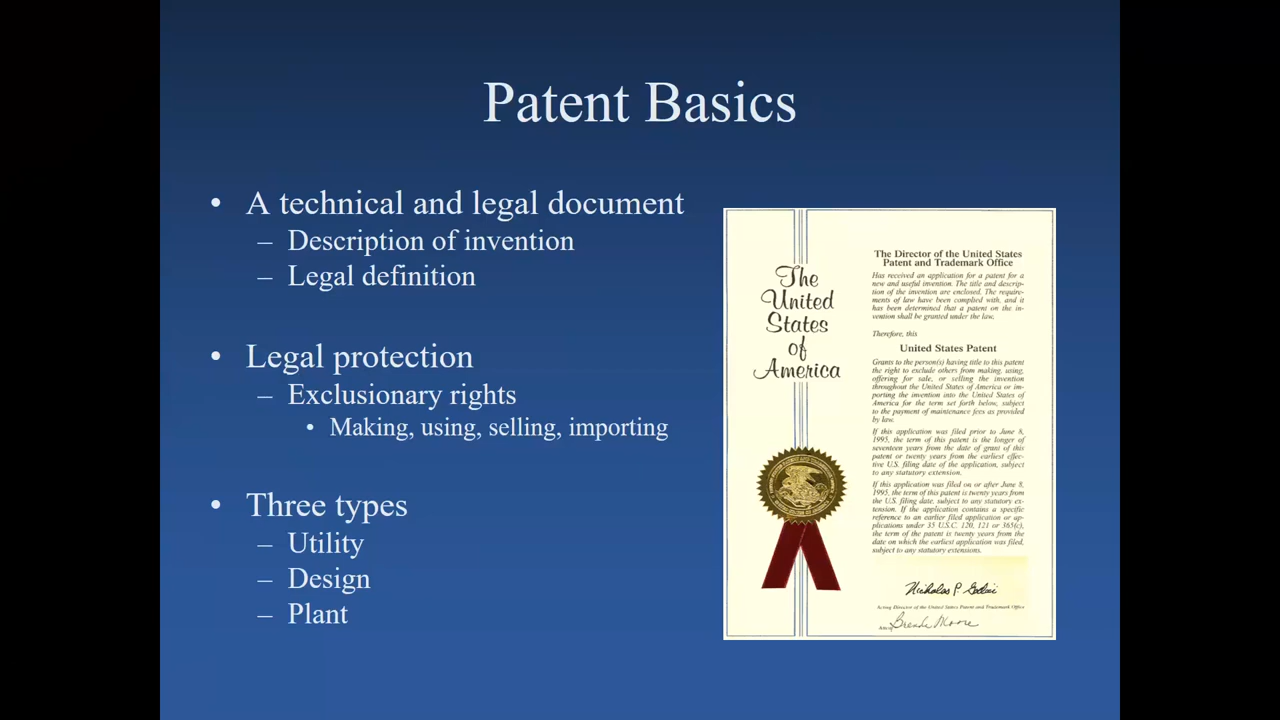 Patent Basics
• A technical and legal document
– Description of invention
– Legal definition
• Legal protection
– Exclusionary rights
• Making, using, selling, importing
• Three types
– Utility
– Design
– Plant
The
United
States
of
America
The Director of the United States
Patent and Trademark Office
Has received an application for a patent for a
new and useful invention. The title and descrip-
tion of the invention are enclosed. The require-
ments of law have been complied with, and it
has been determined that a patent on the in-
vention shall be granted under the law.
Therefore, this
United States Patent
Grants to the person(s) having title to this patent
the right to exclude others from making, using,
offering for sale, or selling the invention
throughout the United States of America or im-
porting the invention into the United States of
America for the term set forth below, subject
to the payment of maintenance fees as provided
by law.
If this application was filed prior to June 8,
1995, the term of this patent is the longer of
seventeen years from the date of grant of this
patent or twenty years from the earliest effec-
tive U.S. filing date of the application, subject
to any statutory extension.
If this application was filed on or after June 8,
1995, the term of this patent is twenty years from
the U.S. filing date, subject to any statutory ex-
tension. If the application contains a specific
reference to an earlier filed application or ap-
plications under 35 U.S.C. 120, 121 or 365(c),
the term of the patent is twenty years from the
date on which the earliest application was filed,
subject to any statutory extensions.
Nicholas P.
Acting Director of the United States Patent and Trademark Office
Moore